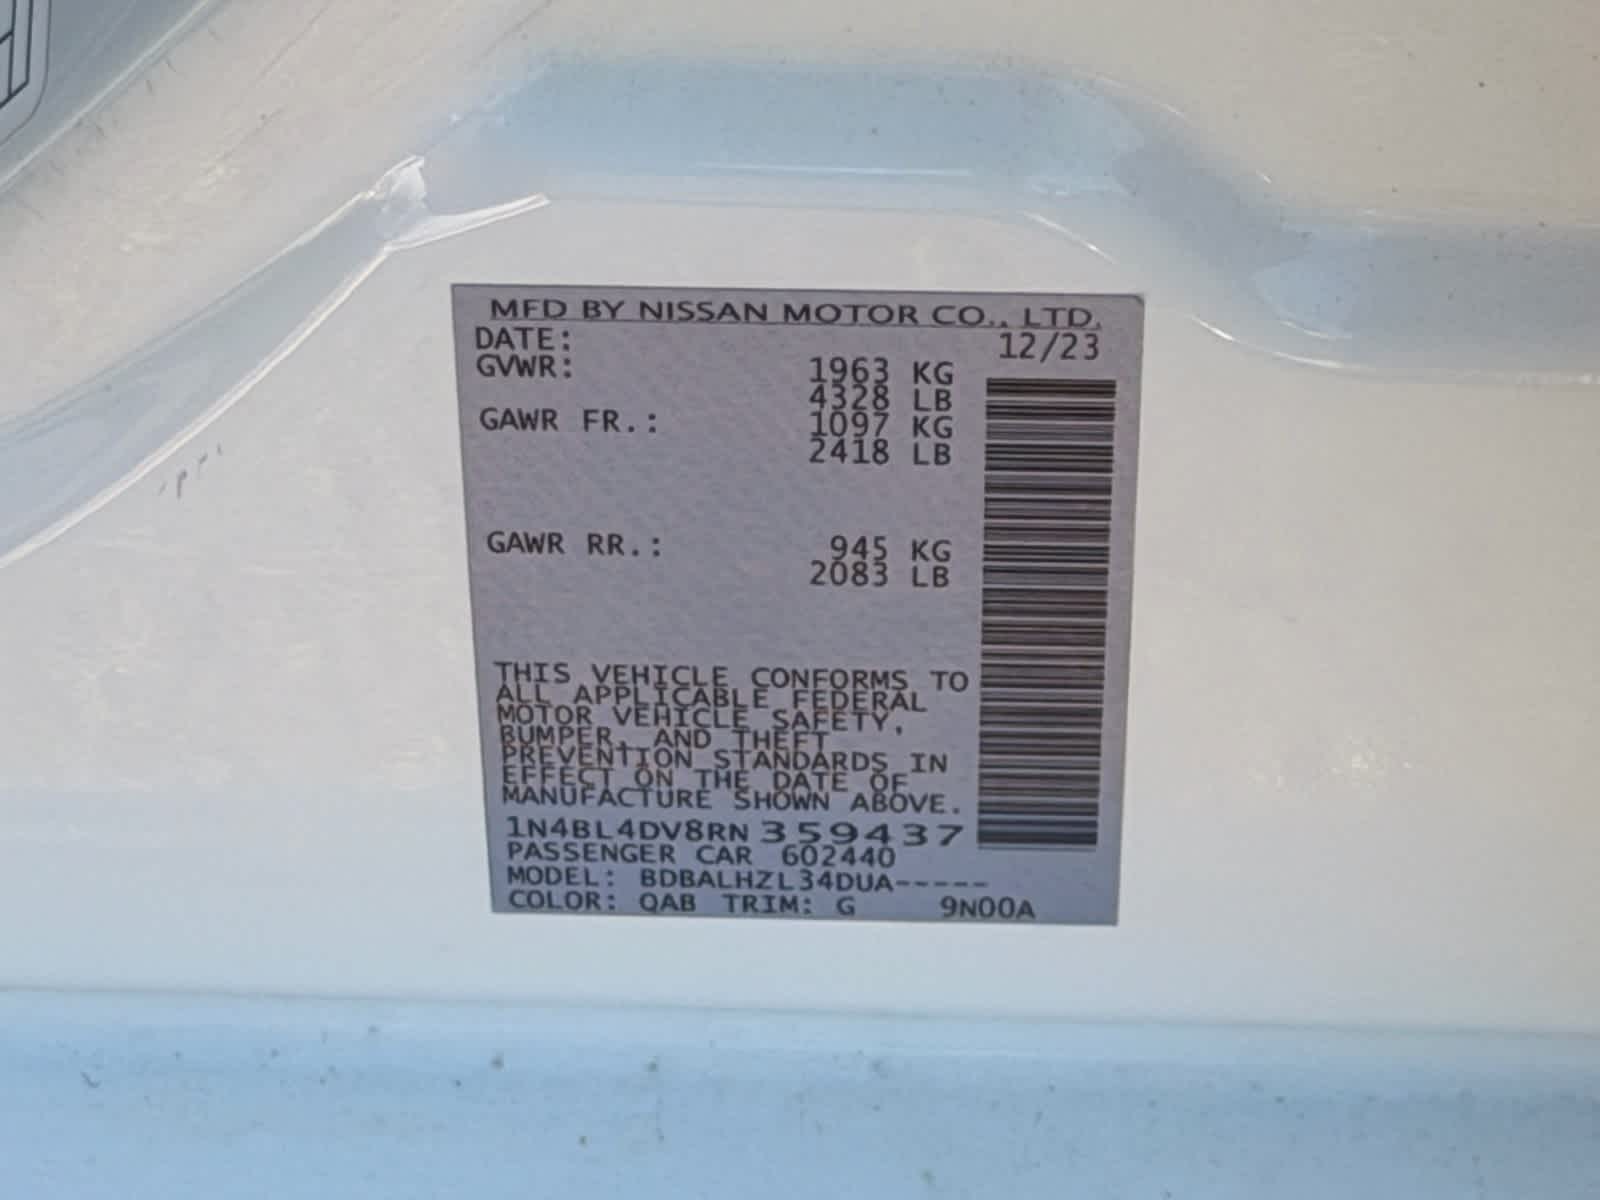 MFD BY NISSAN MOTOR CO., LTD.
DATE: 12/23
GVWR: 1963 KG
4328 LB
GAWR FR.: 1097 KG
2418 LB
GAWR RR.: 945 KG
2083 LB
THIS VEHICLE CONFORMS TO
ALL APPLICABLE FEDERAL
MOTOR VEHICLE SAFETY,
BUMPER, AND THEFT
PREVENTION STANDARDS IN
EFFECT ON THE DATE OF
MANUFACTURE SHOWN ABOVE.
1N4BL4DV8RN359437
PASSENGER CAR 602440
MODEL: BDBALHZL34DUA-----
COLOR: QAB TRIM: G 9N00A